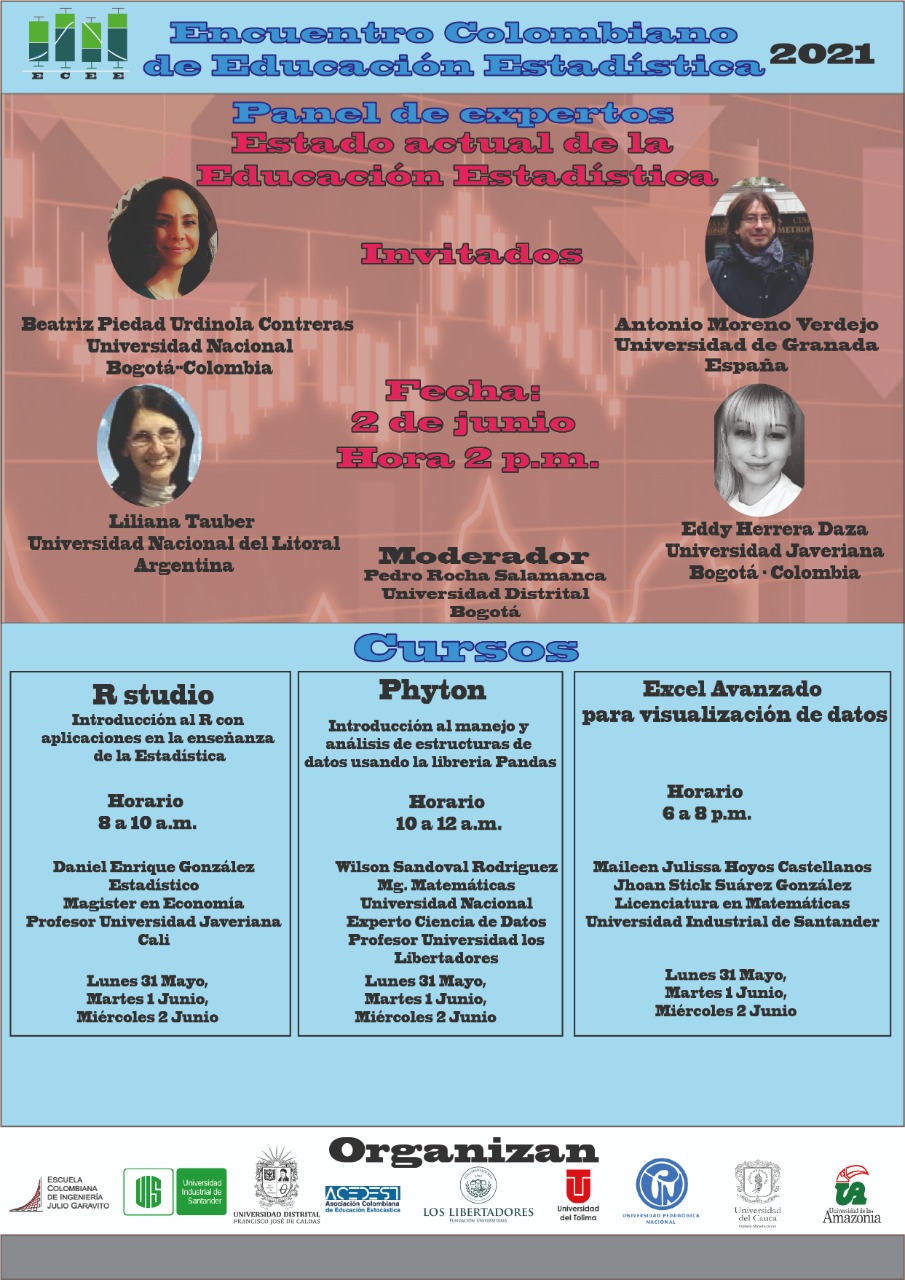 ECEE
Encuentro Colombiano
de Educación Estadística
2021
Panel de expertos
Estado actual de la
Educación Estadística
Invitados
Beatriz Piedad Urdinola Contreras
Universidad Nacional
Bogotá-Colombia
Antonio Moreno Verdejo
Universidad de Granada
España
Fecha:
2 de junio
Hora 2 p.m.
Liliana Tauber
Universidad Nacional del Litoral
Argentina
Eddy Herrera Daza
Universidad Javeriana
Bogotá - Colombia
Moderador
Pedro Rocha Salamanca
Universidad Distrital
Bogotá
Cursos
R studio
Introducción al R con
aplicaciones en la enseñanza
de la Estadística
Horario
8 a 10 a.m.
Daniel Enrique González
Estadístico
Magister en Economía
Profesor Universidad Javeriana
Cali
Lunes 31 Mayo,
Martes 1 Junio,
Miércoles 2 Junio
Phyton
Introducción al manejo y
análisis de estructuras de
datos usando la libreria Pandas
Horario
10 a 12 a.m.
Wilson Sandoval Rodriguez
Mg. Matemáticas
Universidad Nacional
Experto Ciencia de Datos
Profesor Universidad los
Libertadores
Lunes 31 Mayo,
Martes 1 Junio,
Miércoles 2 Junio
Excel Avanzado
para visualización de datos
Horario
6 a 8 p.m.
Maileen Julissa Hoyos Castellanos
Jhoan Stick Suárez González
Licenciatura en Matemáticas
Universidad Industrial de Santander
Lunes 31 Mayo,
Martes 1 Junio,
Miércoles 2 Junio
Organizan
ESCUELA
COLOMBIANA
DE INGENIERÍA
JULIO GARAVITO
UIS
Universidad
Industrial de
Santander
UNIVERSIDAD DISTRITAL
FRANCISCO JOSÉ DE CALDAS
ACEDEST
Asociación Colombiana
de Educación Estocástica
LOS LIBERTADORES
FUNDACIÓN UNIVERSITARIA
Universidad
del Tolima
UNIVERSIDAD PEDAGOGICA
NACIONAL
Universidad
del Cauca
Universidad de la
Amazonia